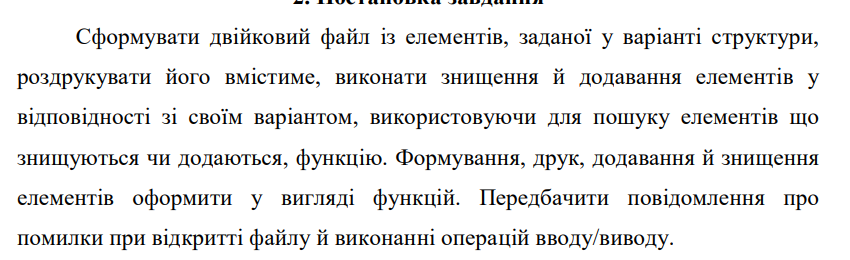 2. Постановка завдання
Сформувати двійковий файл із елементів, заданої у варіанті структури,
роздрукувати його вмістиме, виконати знищення й додавання елементів у
відповідності зі своїм варіантом, використовуючи для пошуку елементів що
знищуються чи додаються, функцію. Формування, друк, додавання й знищення
елементів оформити у вигляді функцій. Передбачити повідомлення про
помилки при відкритті файлу й виконанні операцій вводу/виводу.